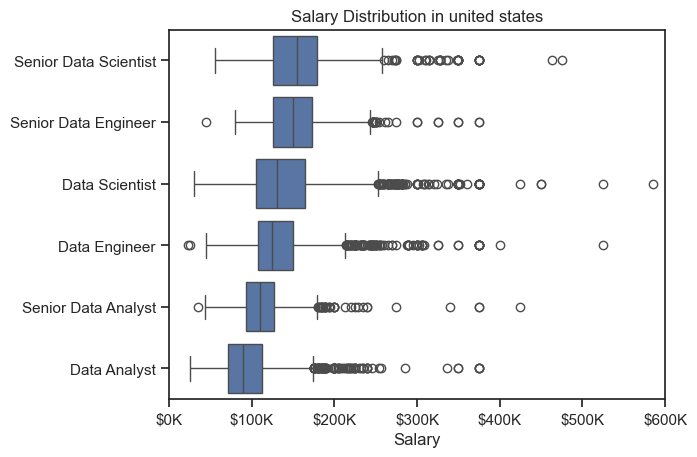 Salary Distribution in united states
Senior Data Scientist
Senior Data Engineer
Data Scientist
Data Engineer
Senior Data Analyst
Data Analyst
$0K $100K $200K $300K $400K $500K $600K
Salary